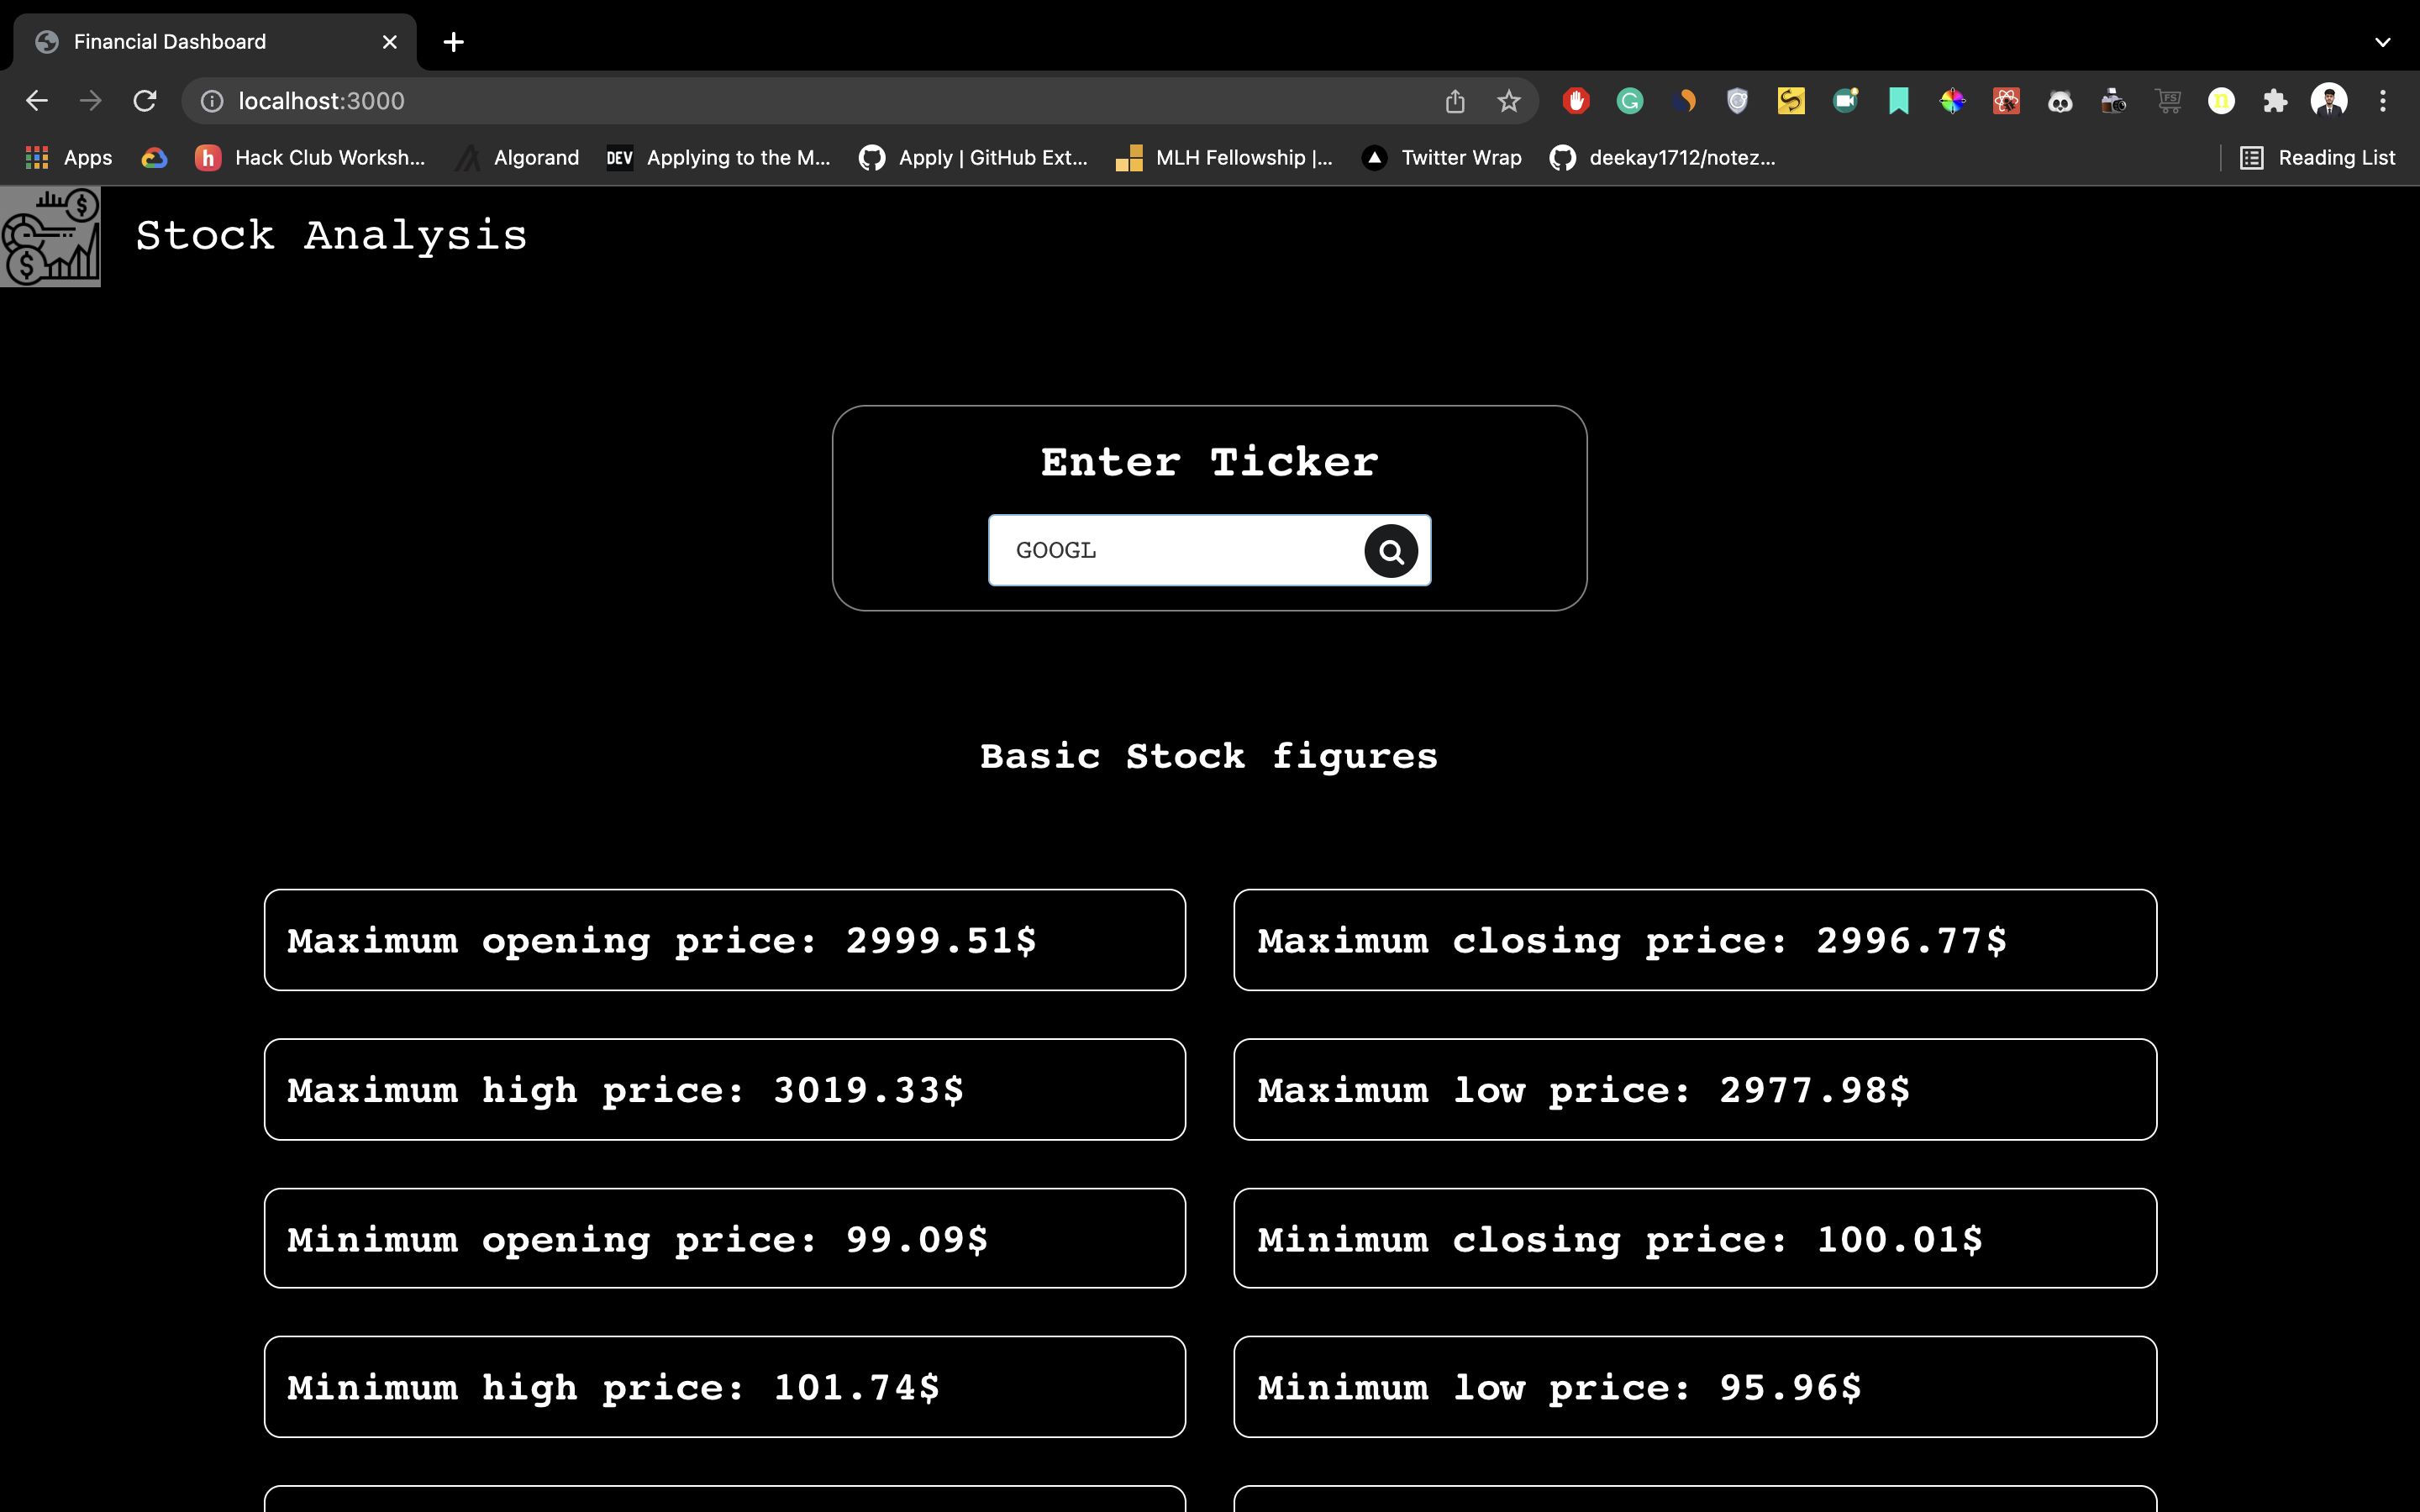 Financial Dashboard
localhost:3000
Apps
Hack Club Worksh...
Algorand
DEV Applying to the M...
Apply | GitHub Ext...
MLH Fellowship |...
Twitter Wrap
deekay1712/notez...
Reading List
Stock Analysis
Enter Ticker
GOOGL
Basic Stock figures
Maximum opening price: 2999.51$
Maximum closing price: 2996.77$
Maximum high price: 3019.33$
Maximum low price: 2977.98$
Minimum opening price: 99.09$
Minimum closing price: 100.01$
Minimum high price: 101.74$
Minimum low price: 95.96$